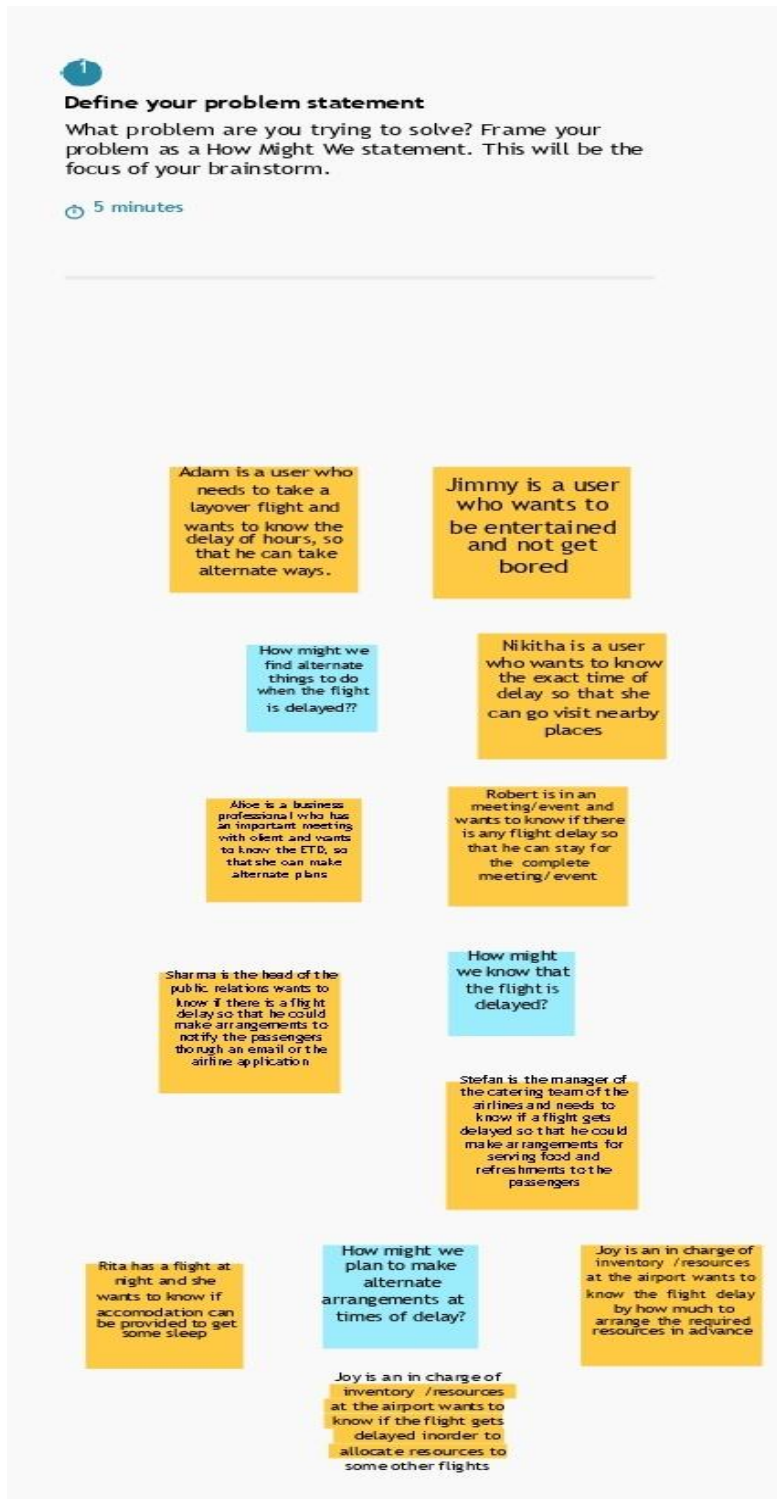 1
Define your problem statement
What problem are you trying to solve? Frame your
problem as a How Might We statement. This will be the
focus of your brainstorm.
5 minutes
Adam is a user who
needs to take a
layover flight and
wants to know the
delay of hours, so
that he can take
alternate ways.
Jimmy is a user
who wants to
be entertained
and not get
bored
How might we
find alternate
things to do
when the flight
is delayed??
Nikitha is a user
who wants to know
the exact time of
delay so that she
can go visit nearby
places
Alice is a business
professional who has
an important meeting
with client and wants
to know the ETD, so
that she can make
alternate plans
Robert is in an
meeting/event and
wants to know if there
is any flight delay so
that he can stay for
the complete
meeting/event
Sharma is the head of the
public relations wants to
know if there is a flight
delay so that he could
make arrangements to
notify the passengers
thorugh an email or the
airline application
How might
we know that
the flight is
delayed?
Stefan is the manager of
the catering team of the
airlines and needs to
know if a flight gets
delayed so that he could
make arrangements for
serving food and
refreshments to the
passengers
Rita has a flight at
night and she
wants to know if
accomodation can
be provided to get
some sleep
How might we
plan to make
alternate
arrangements at
times of delay?
Joy is an in charge of
inventory /resources
at the airport wants to
know the flight delay
by how much to
arrange the required
resources in advance
Joy is an in charge of
inventory /resources
at the airport wants to
know if the flight gets
delayed inorder to
allocate resources to
some other flights